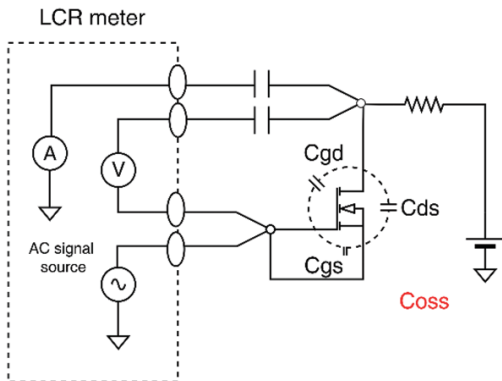 LCR meter
A
V
AC signal
source
Cgd
Cds
Cgs
Coss